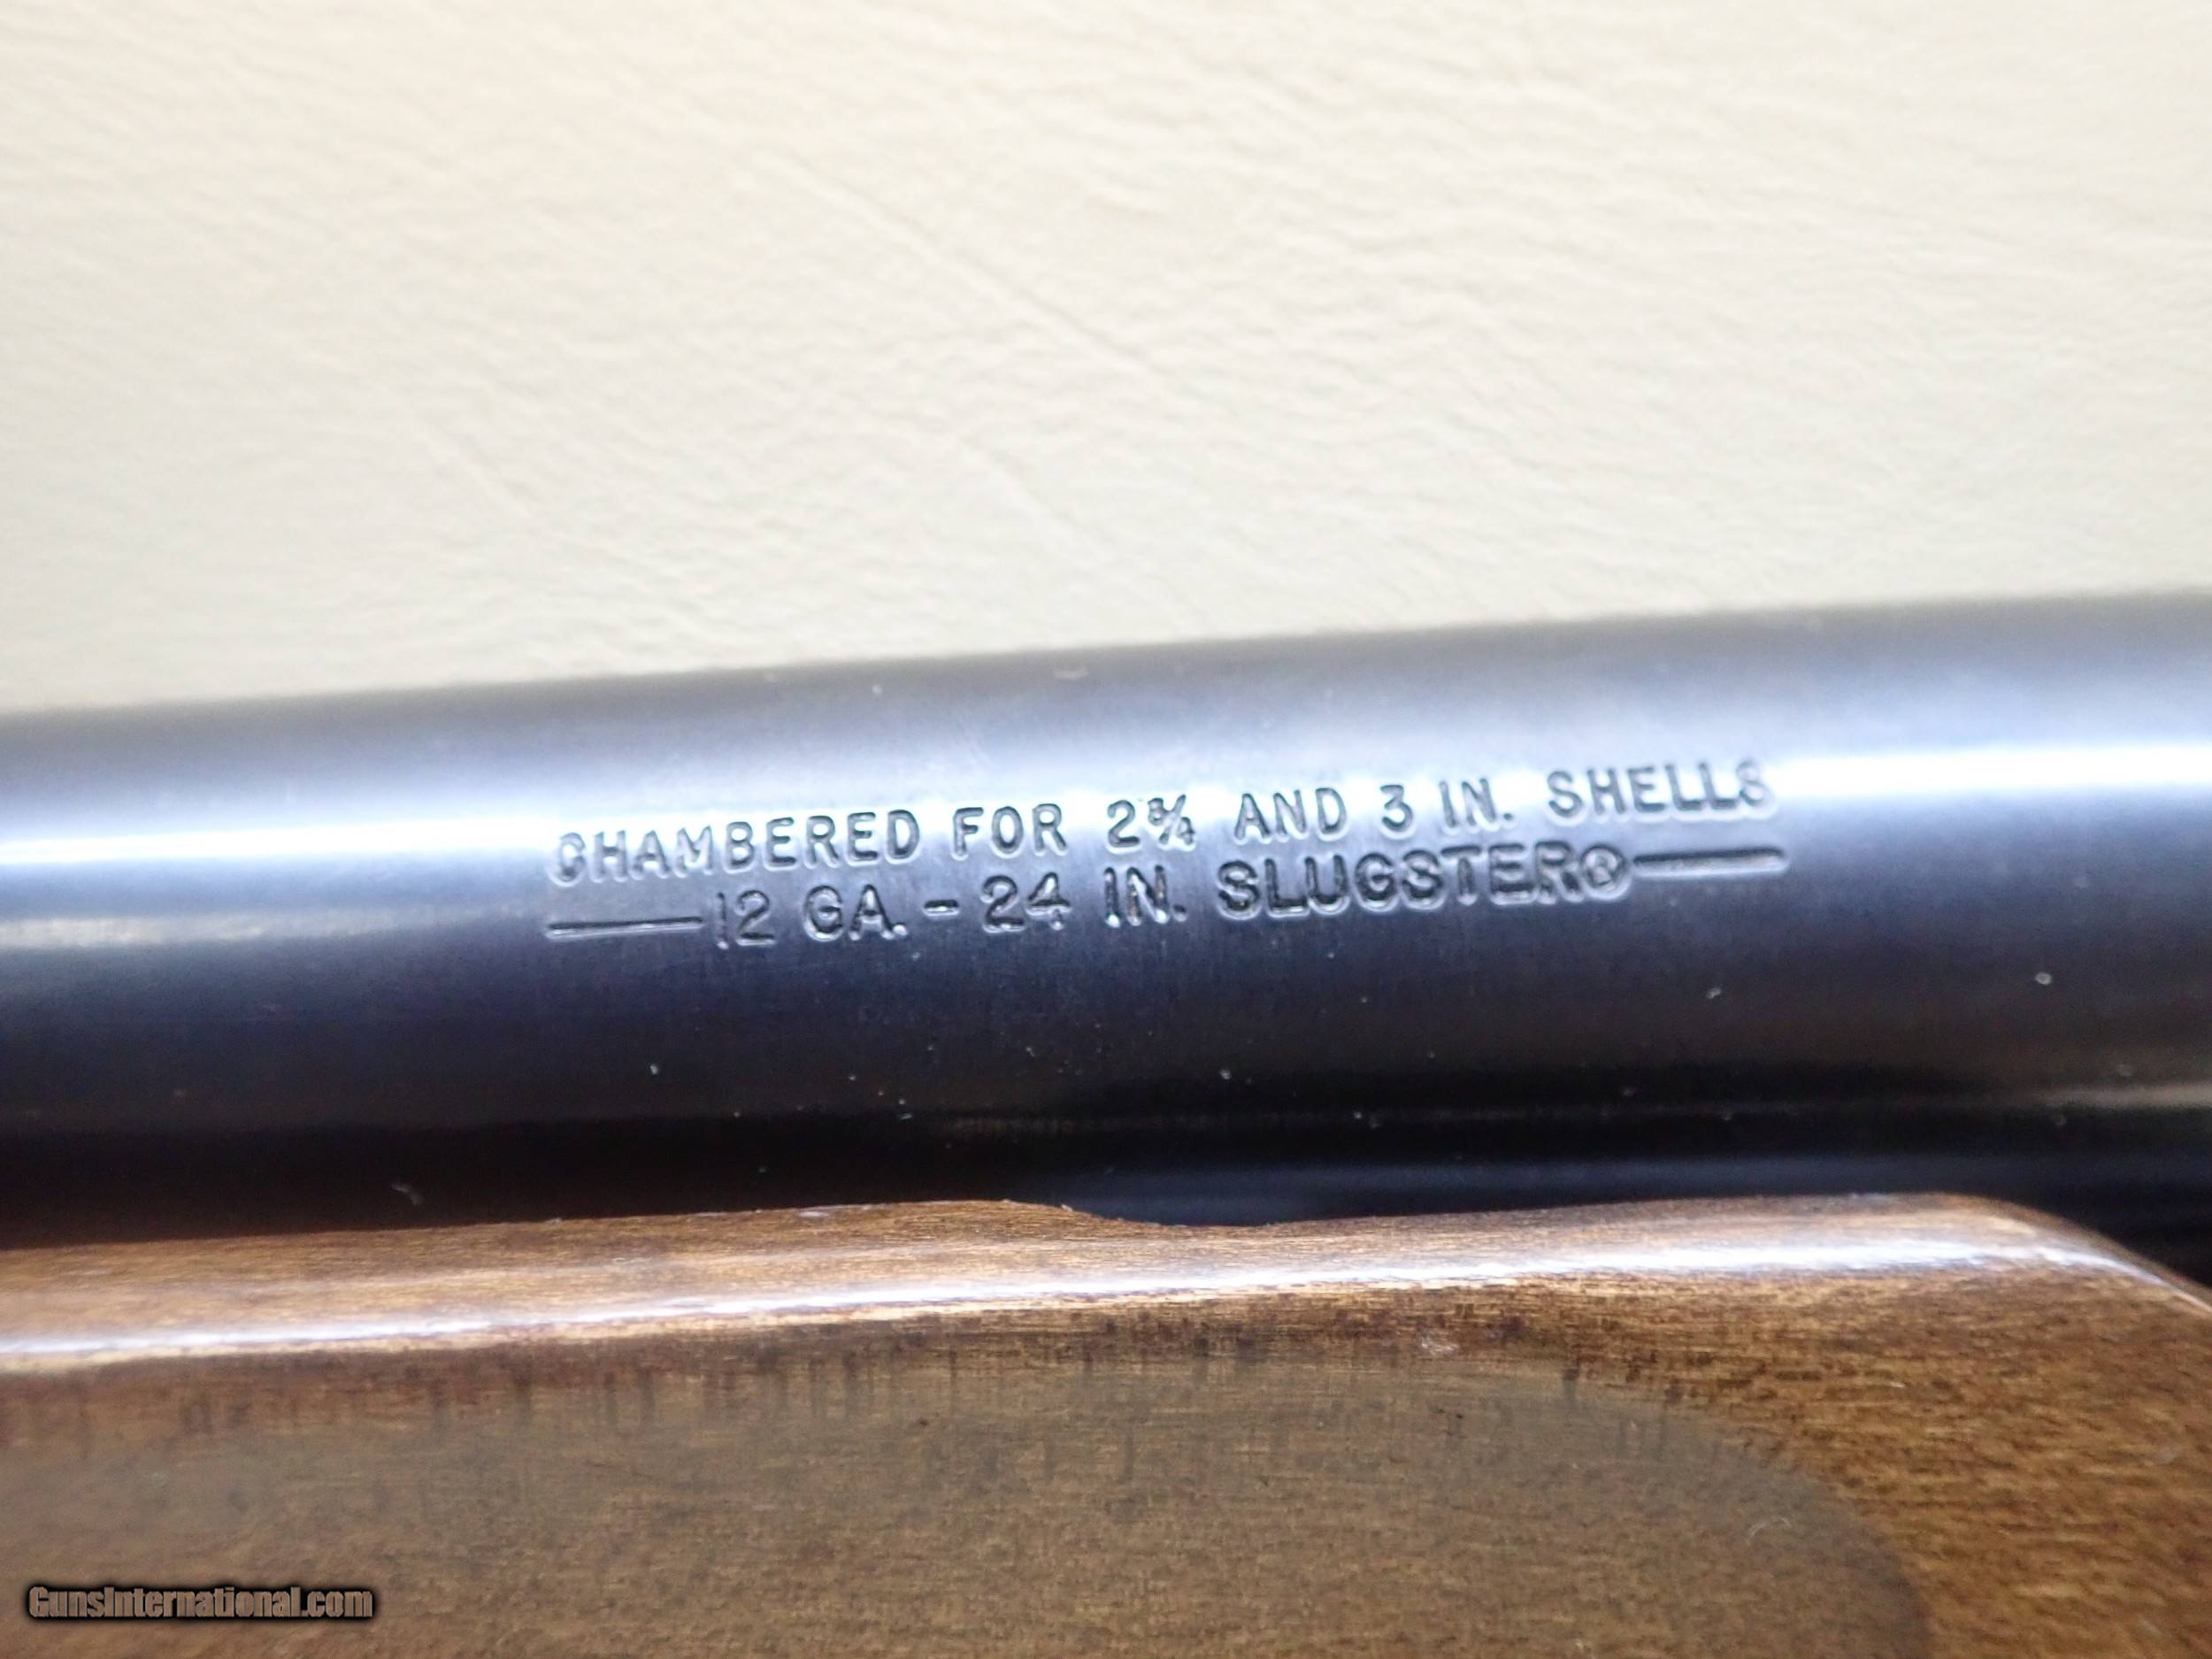 CHAMBERED FOR 2¾ AND 3 IN. SHELLS
12 GA. - 24 IN. SLUGSTER®
GunsInternational.com